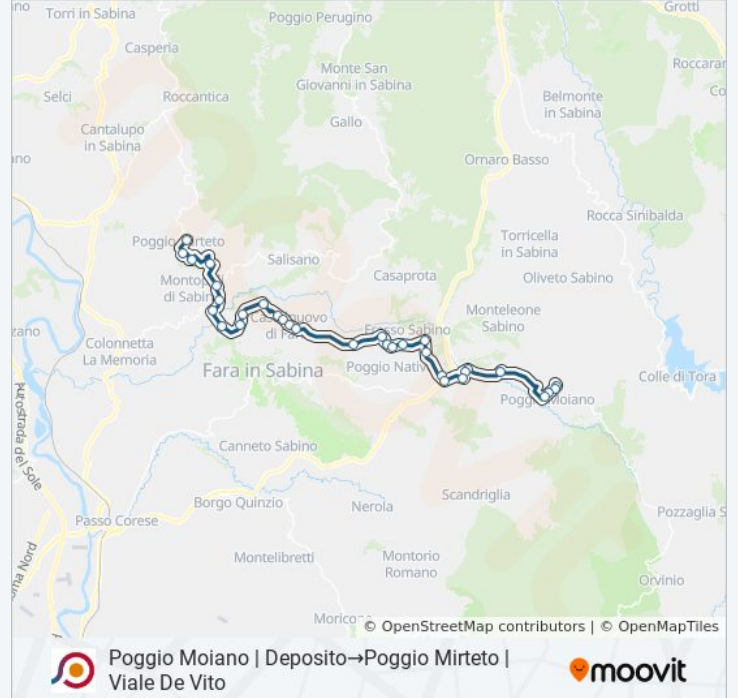 Grotti
Torri in Sabina
Poggio Perugino
Casperia
Monte San
Giovanni in Sabina
Selci
Roccantica
Belmonte
in Sabina
Gallo
Cantalupo
in Sabina
Ornaro Basso
Rocca Sinibalda
Poggio Mirteto
Torricella
in Sabina
Salisano
Casaprota
Oliveto Sabino
Monteleone
Sabino
Frasso Sabino
Colonnetta
La Memoria
Fara in Sabina
Poggio Nativo
Colle di Tora
Poggio Moiano
Autostrada del Sole
Canneto Sabino
Scandriglia
Borgo Quinzio
Nerola
Passo Corese
Pozzaglia S
Montelibretti
Montorio
Romano
Orvinio
Moricone
© OpenStreetMap contributors | © OpenMapTiles
Poggio Moiano | Deposito→Poggio Mirteto |
Viale De Vito
moovit